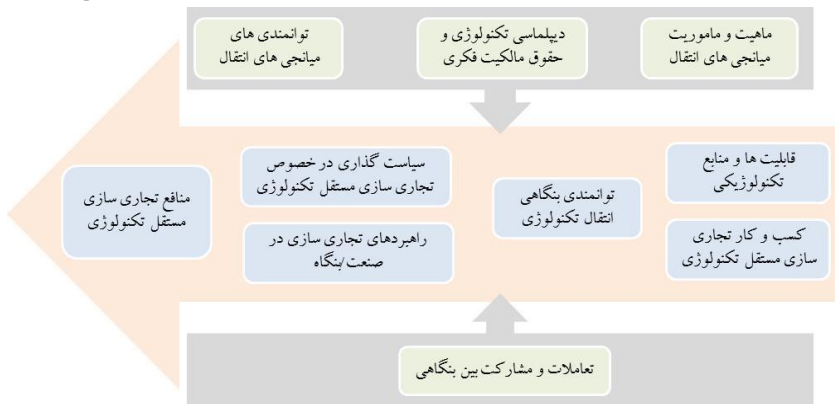 ماهیت و ماموریت
میانجی های انتقال
دیپلماسی تکنولوژی و
حقوق مالکیت فکری
توانمندی های
میانجی های انتقال
قابلیت ها و منابع
تکنولوژیکی
کسب و کار تجاری
سازی مستقل تکنولوژی
توانمندی بنگاهی
انتقال تکنولوژی
سیاست گذاری در خصوص
تجاری سازی مستقل تکنولوژی
راهبردهای تجاری سازی در
صنعت/بنگاه
منافع تجاری سازی
مستقل تکنولوژی
تعاملات و مشارکت بین بنگاهی